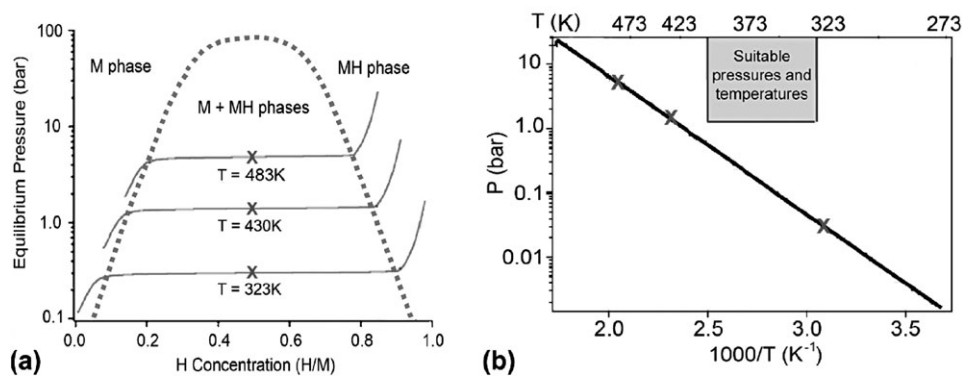 Equilibrium Pressure (bar)
100
10
1.0
0.1
M phase
MH phase
M + MH phases
T = 483K
T = 430K
T = 323K
0.0 0.2 0.4 0.6 0.8 1.0
H Concentration (H/M)
(a)
T (K) 473 423 373 323 273
Suitable
pressures and
temperatures
P (bar)
10
1.0
0.1
0.01
2.0 2.5 3.0 3.5
1000/T (K⁻¹)
(b)